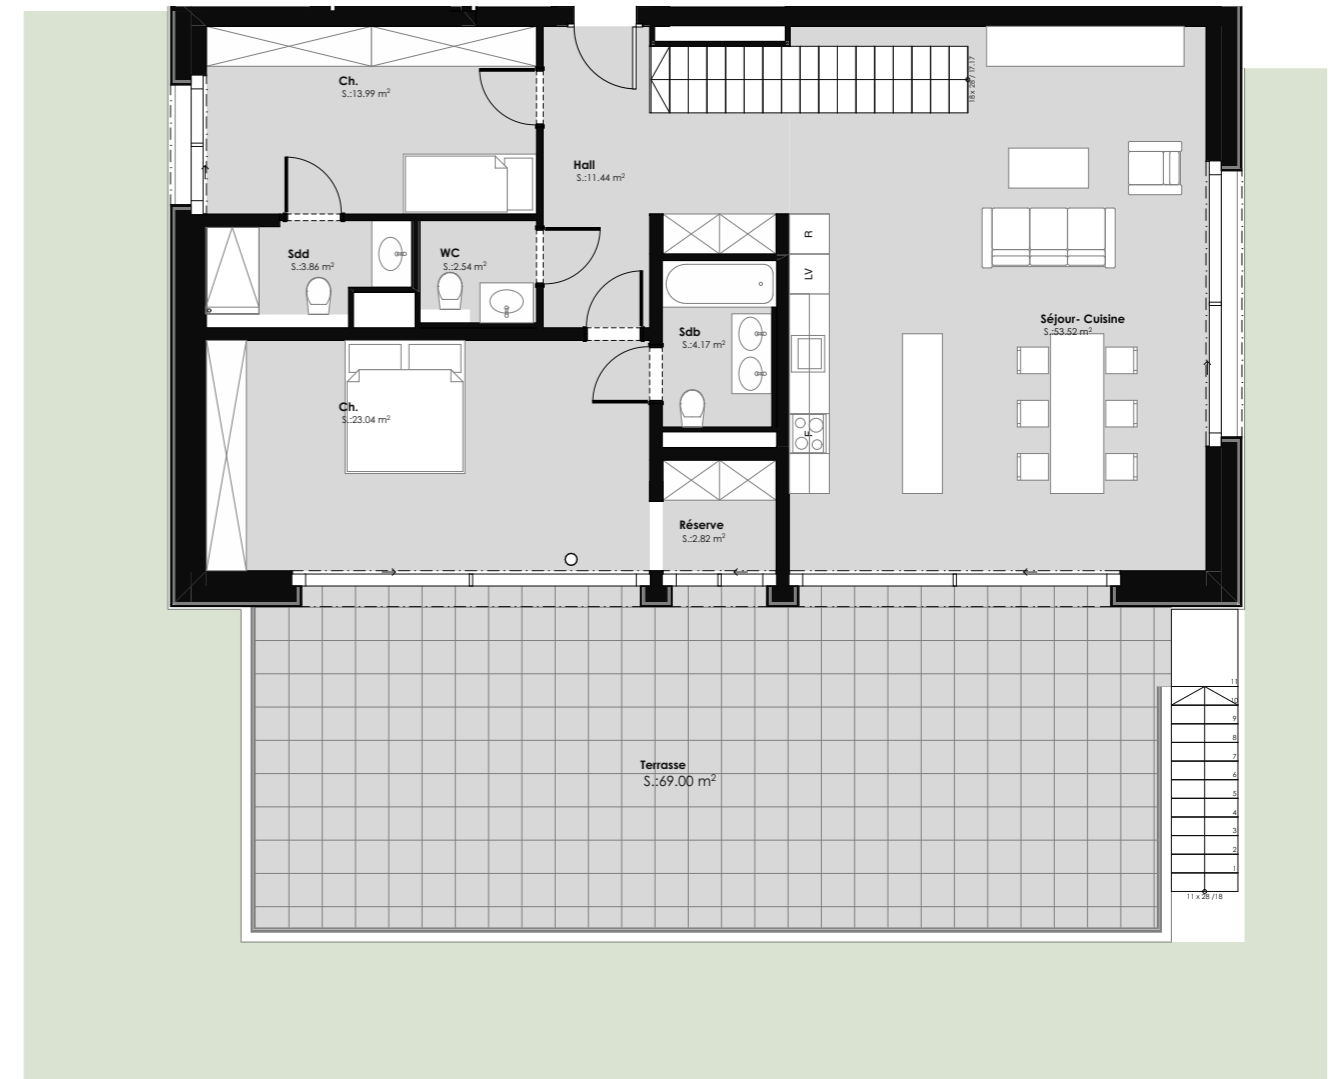 Ch.
S.:13.99 m²
18 x 28 / 17.17
Hall
S.:11.44 m²
Sdd
S.:3.86 m²
WC
S.:2.54 m²
R
LV
Séjour- Cuisine
S.:53.52 m²
Sdb
S.:4.17 m²
Ch.
S.:23.04 m²
F
Réserve
S.:2.82 m²
Terrasse
S.:69.00 m²
11
10
9
8
7
6
5
4
3
2
1
11 x 28 /18